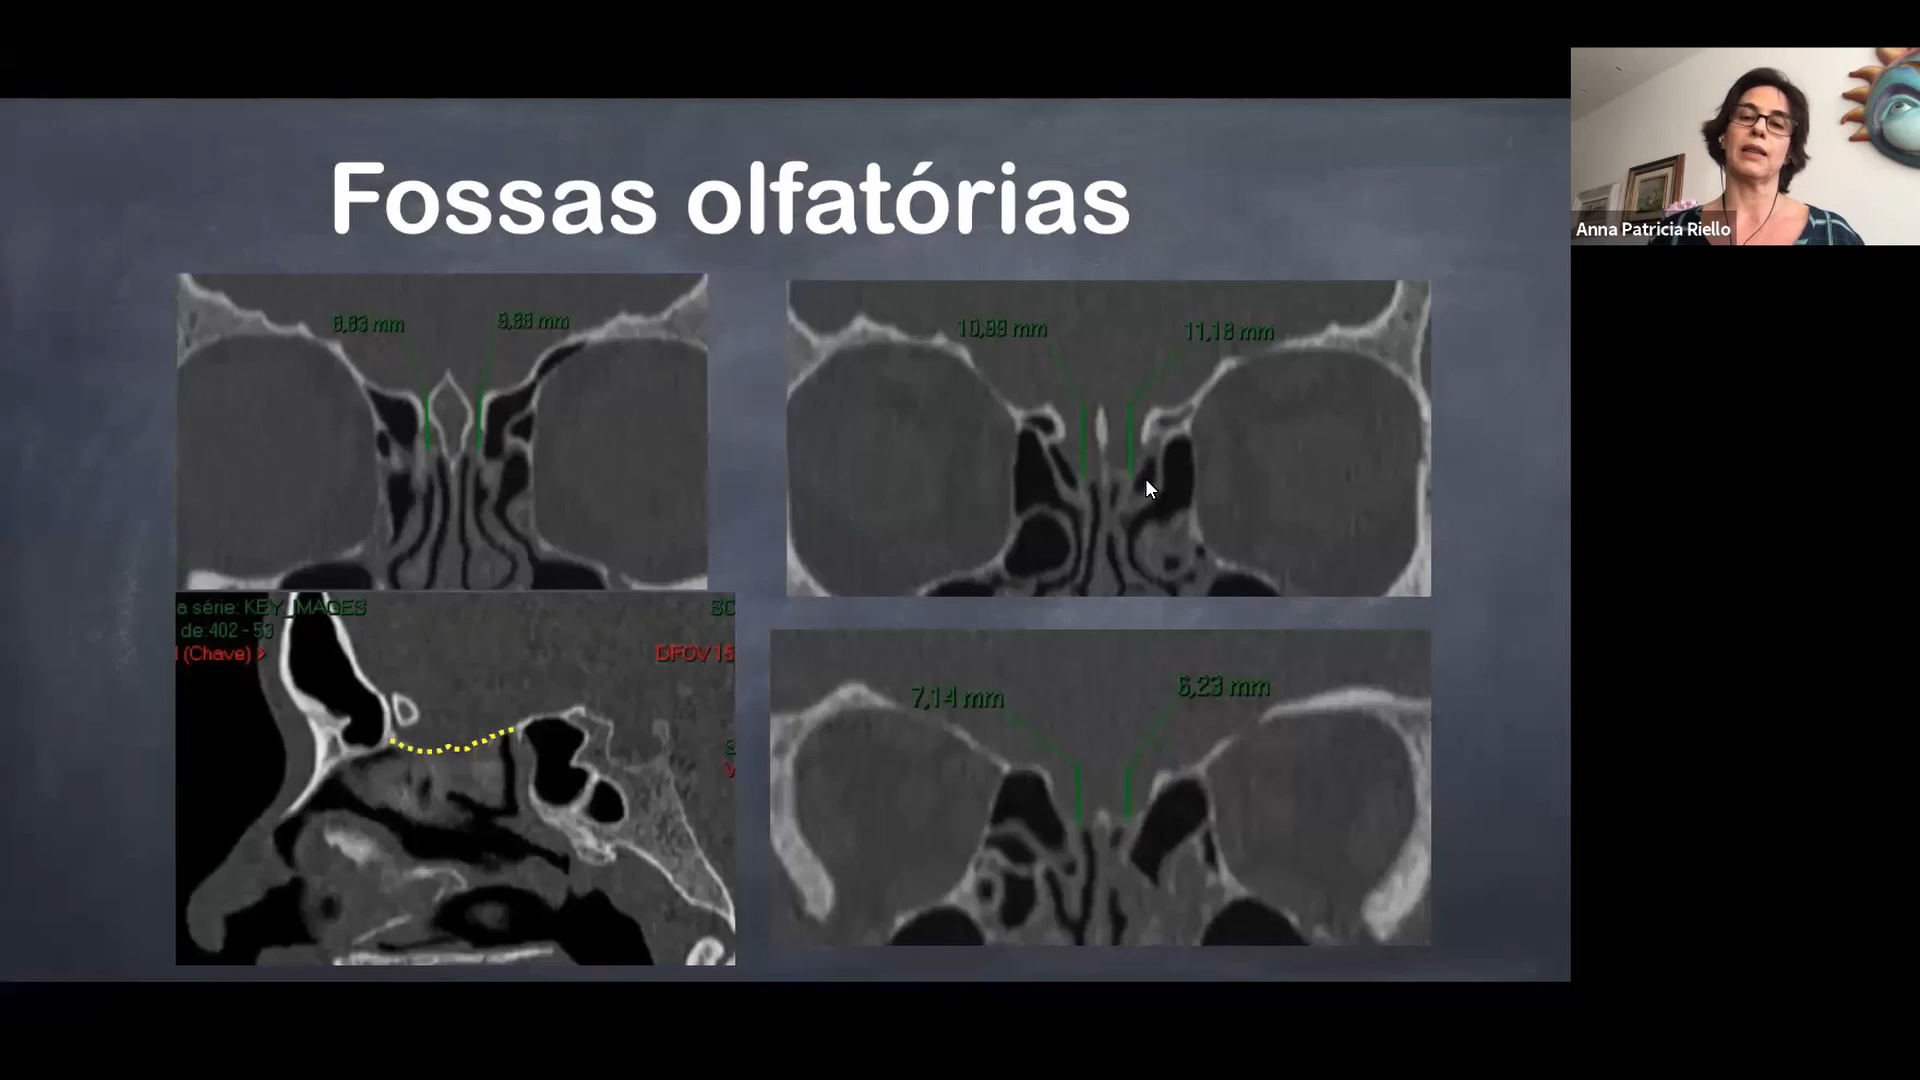 Fossas olfatórias
Anna Patricia Riello
10,99 mm
11,18 mm
a série: KEY_IMAGES
de:402 - 53
(Chave) >
DFOV15
7,14 mm
6,23 mm